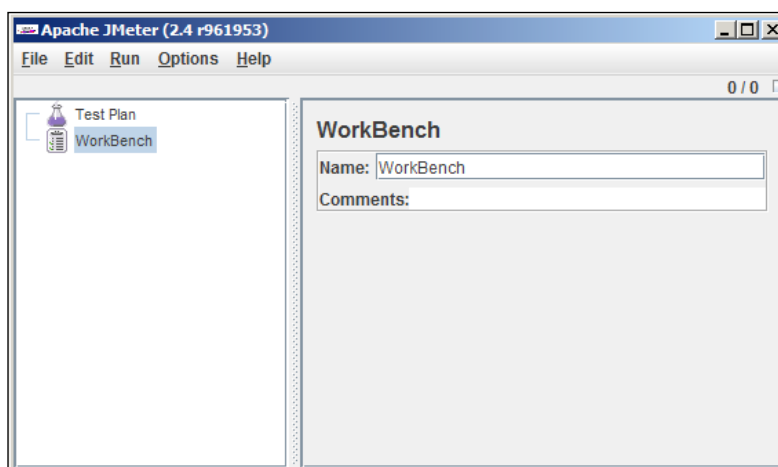 Apache JMeter (2.4 r961953)
File Edit Run Options Help
0 / 0
Test Plan
WorkBench
WorkBench
Name: WorkBench
Comments: